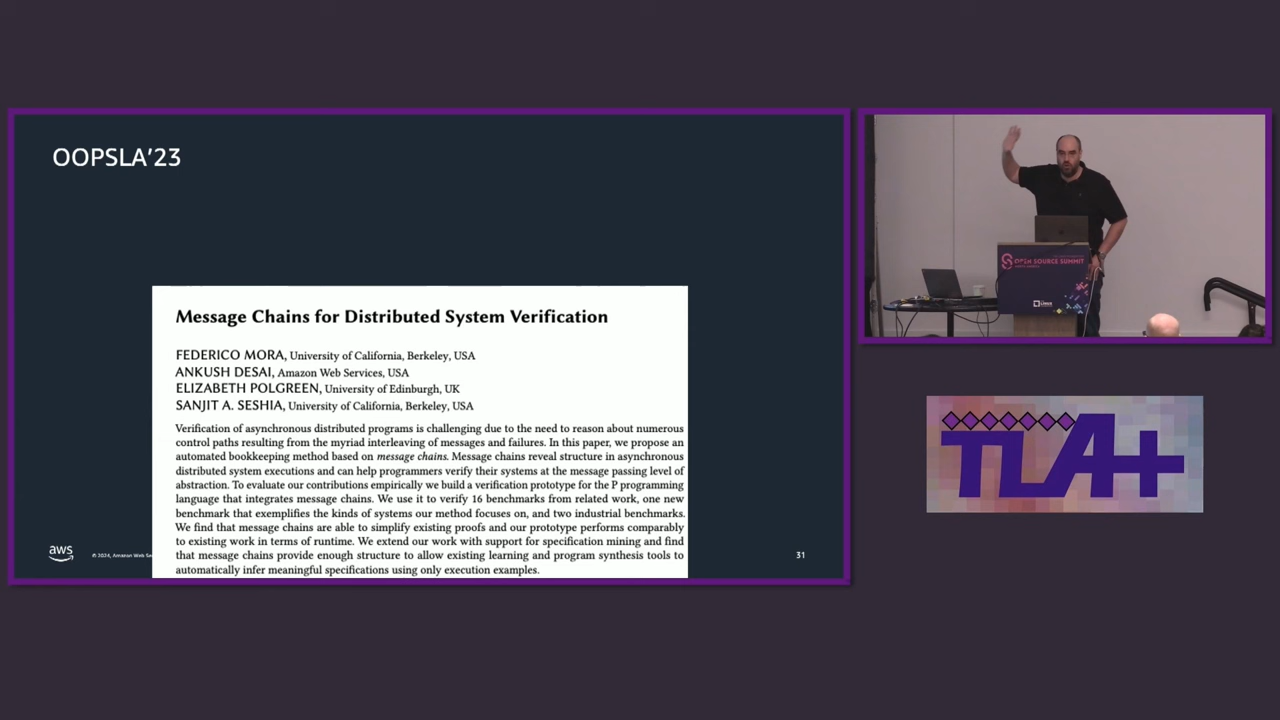 OOPSLA'23
Message Chains for Distributed System Verification
FEDERICO MORA, University of California, Berkeley, USA
ANKUSH DESAI, Amazon Web Services, USA
ELIZABETH POLGREEN, University of Edinburgh, UK
SANJIT A. SESHIA, University of California, Berkeley, USA
Verification of asynchronous distributed programs is challenging due to the need to reason about numerous
control paths resulting from the myriad interleaving of messages and failures. In this paper, we propose an
automated bookkeeping method based on message chains. Message chains reveal structure in asynchronous
distributed system executions and can help programmers verify their systems at the message passing level of
abstraction. To evaluate our contributions empirically we build a verification prototype for the P programming
language that integrates message chains. We use it to verify 16 benchmarks from related work, one new
benchmark that exemplifies the kinds of systems our method focuses on, and two industrial benchmarks.
We find that message chains are able to simplify existing proofs and our prototype performs comparably
to existing work in terms of runtime. We extend our work with support for specification mining and find
that message chains provide enough structure to allow existing learning and program synthesis tools to
automatically infer meaningful specifications using only execution examples.
aws
© 2024, Amazon Web Se
31
OPEN SOURCE SUMMIT
TLA+